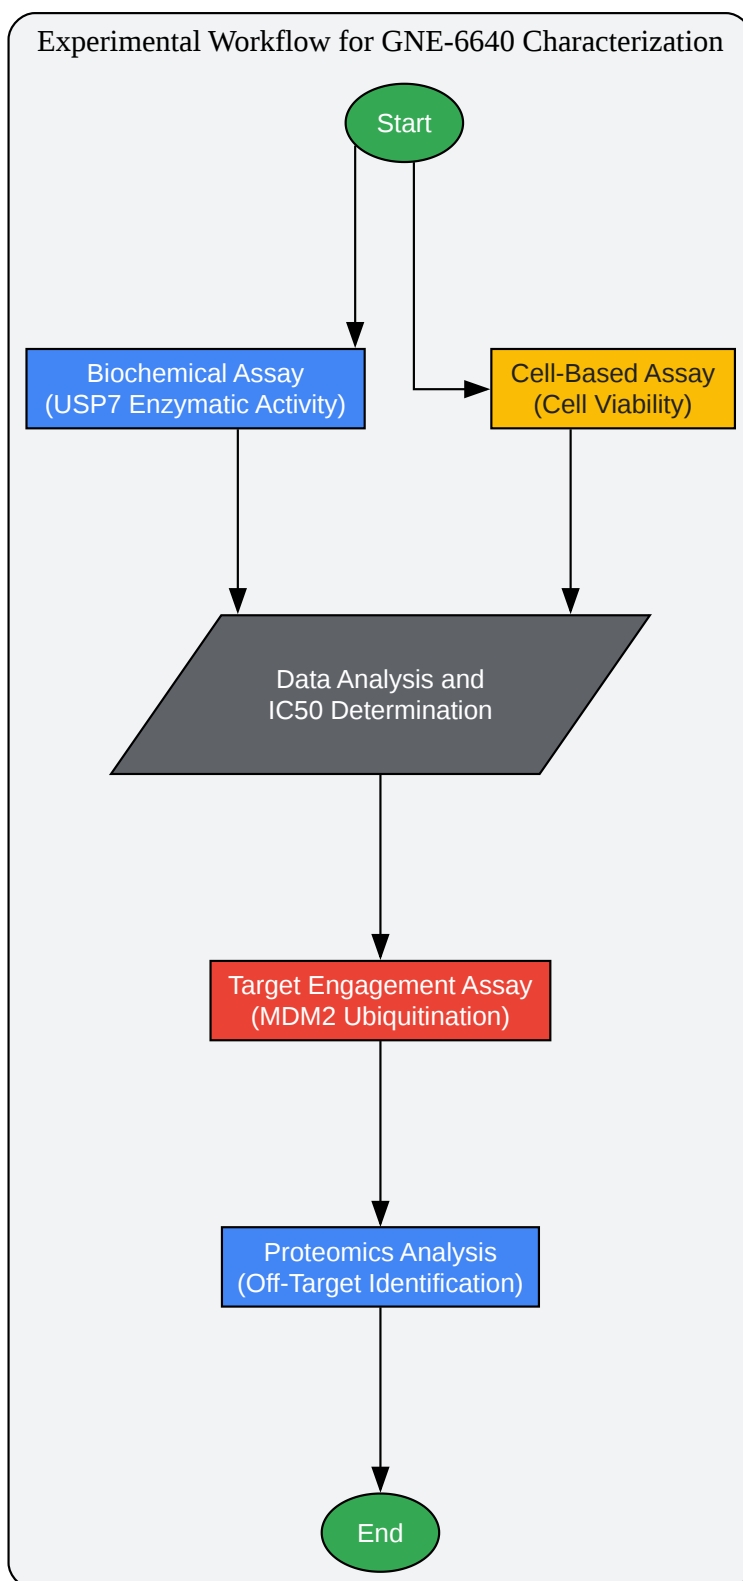 Experimental Workflow for GNE-6640 Characterization
Start
Biochemical Assay
(USP7 Enzymatic Activity)
Cell-Based Assay
(Cell Viability)
Data Analysis and
IC50 Determination
Target Engagement Assay
(MDM2 Ubiquitination)
Proteomics Analysis
(Off-Target Identification)
End